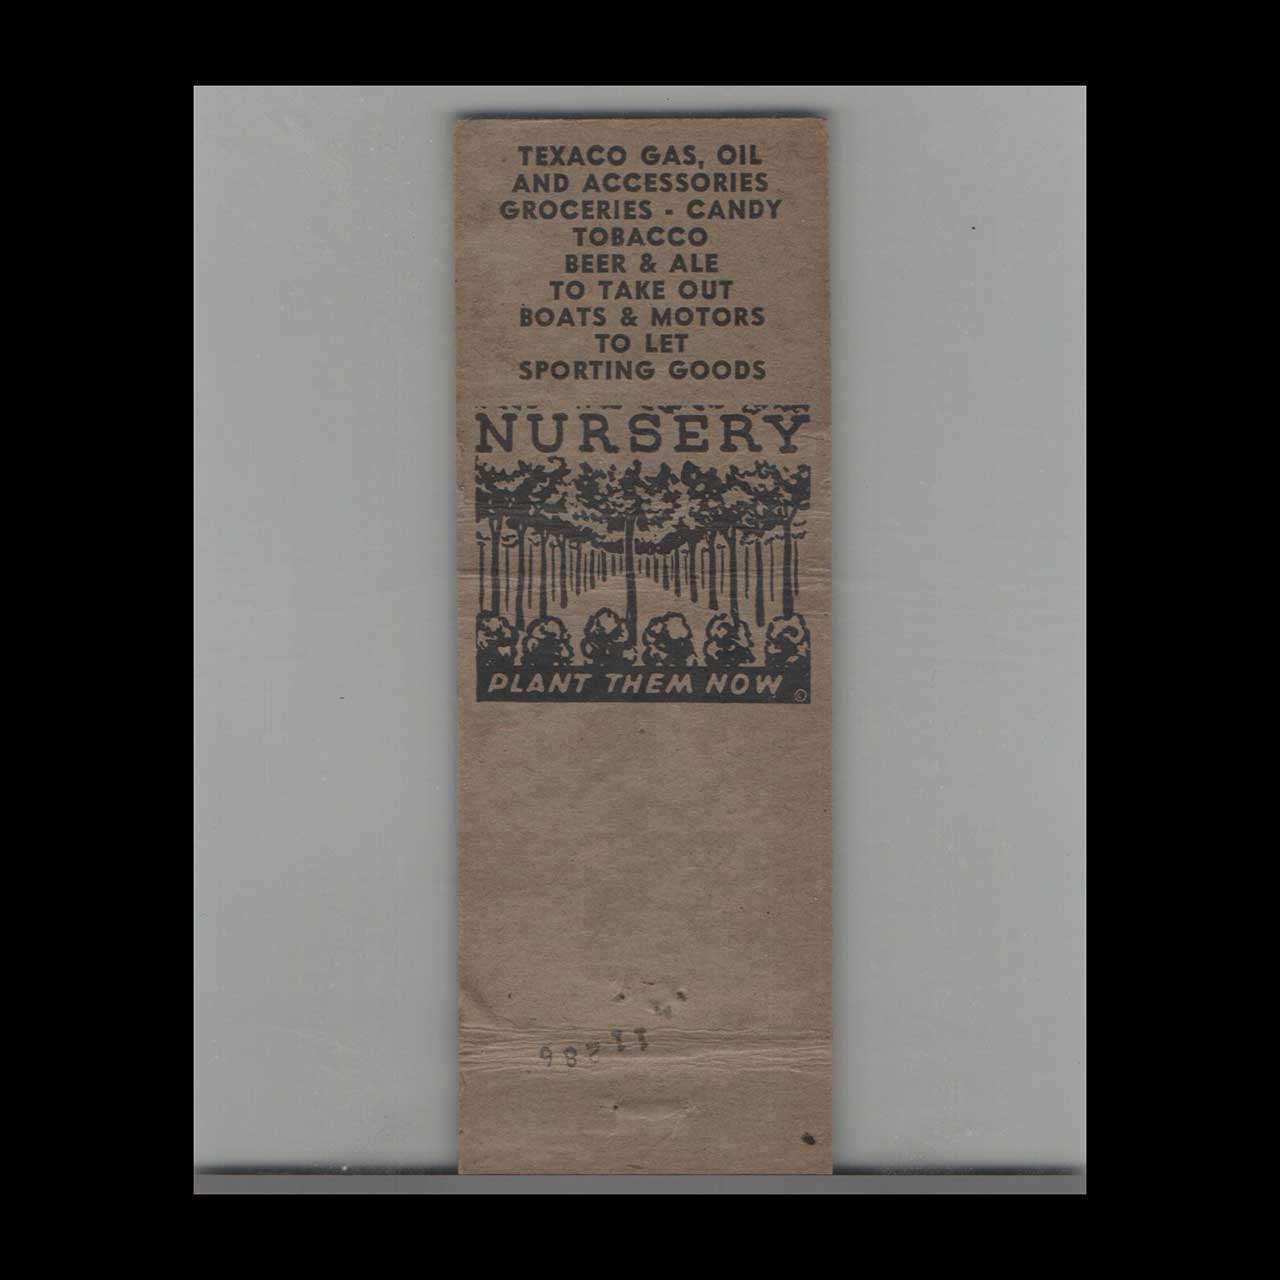 TEXACO GAS, OIL
AND ACCESSORIES
GROCERIES - CANDY
TOBACCO
BEER & ALE
TO TAKE OUT
BOATS & MOTORS
TO LET
SPORTING GOODS
NURSERY
PLANT THEM NOW ©